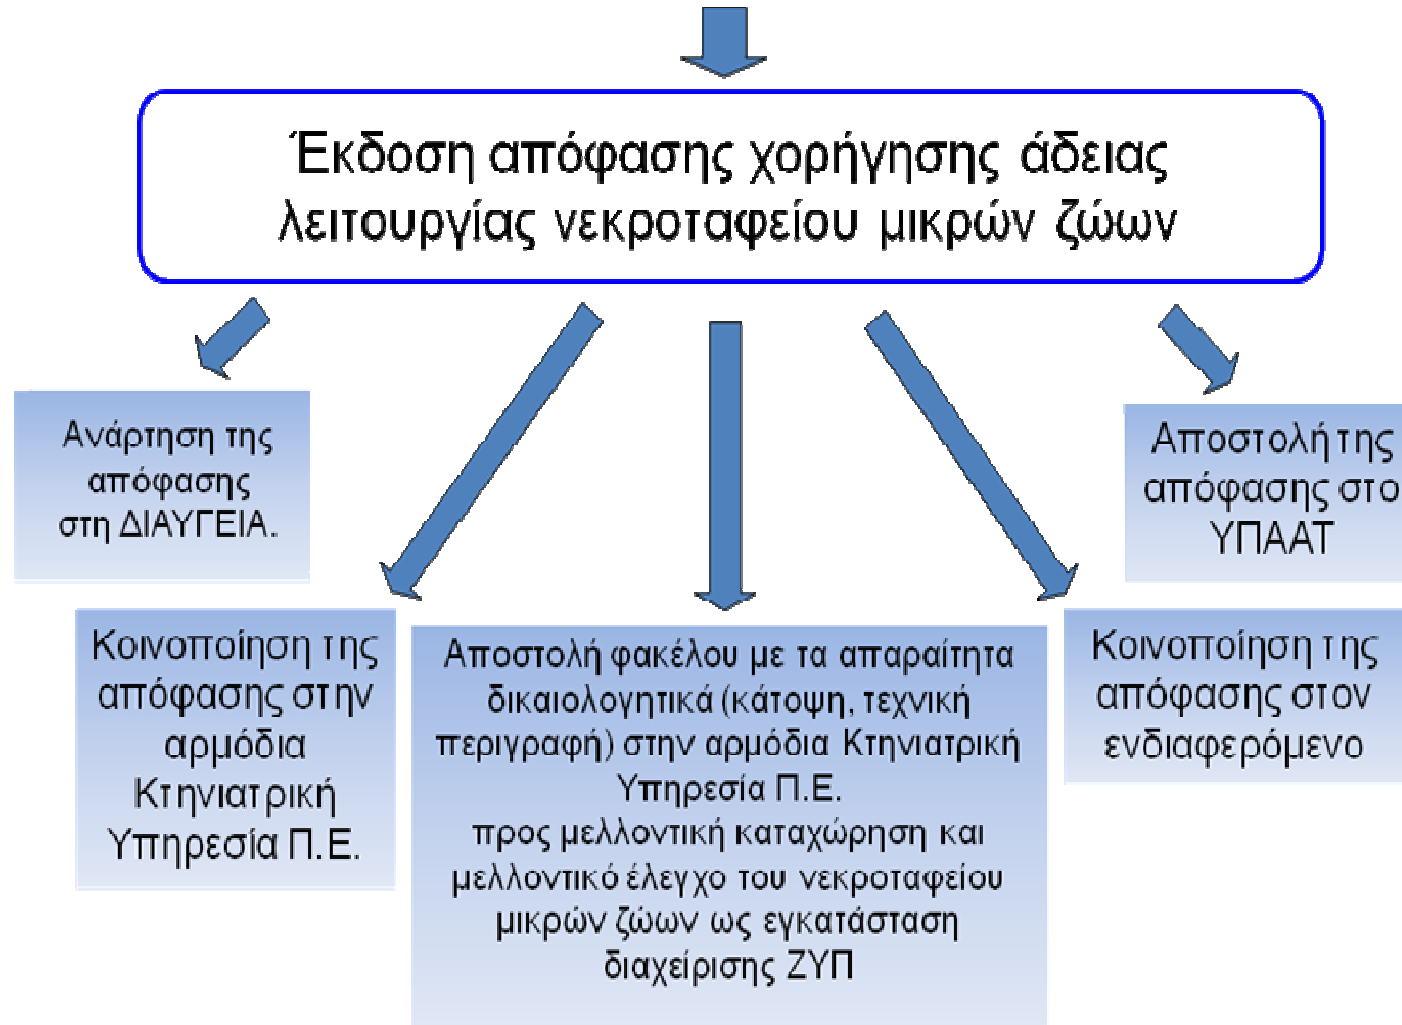 Έκδοση απόφασης χορήγησης άδειας
λειτουργίας νεκροταφείου μικρών ζώων
Ανάρτηση της
απόφασης
στη ΔΙΑΥΓΕΙΑ.
Κοινοποίηση της
απόφασης στην
αρμόδια
Κτηνιατρική
Υπηρεσία Π.Ε.
Αποστολή φακέλου με τα απαραίτητα
δικαιολογητικά (κάτοψη, τεχνική
περιγραφή) στην αρμόδια Κτηνιατρική
Υπηρεσία Π.Ε.
προς μελλοντική καταχώρηση και
μελλοντικό έλεγχο του νεκροταφείου
μικρών ζώων ως εγκατάσταση
διαχείρισης ΖΥΠ
Κοινοποίηση της
απόφασης στον
ενδιαφερόμενο
Αποστολή της
απόφασης στο
ΥΠΑΑΤ